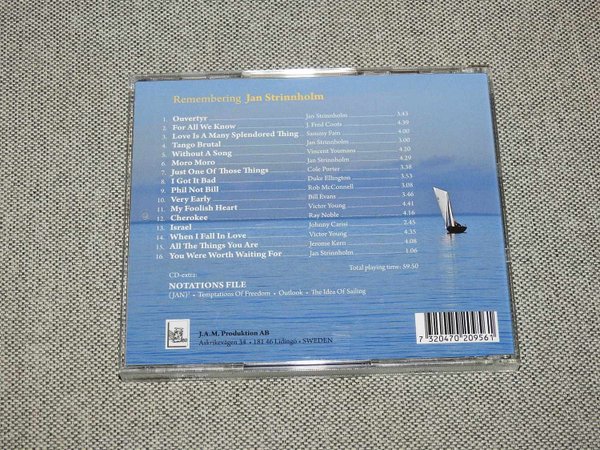 Remembering Jan Strinnholm
1. Ouvertyr Jan Strinnholm 3.43
2. For All We Know J. Fred Coots 4.39
3. Love Is A Many Splendored Thing Sammy Fain 4.00
4. Tango Brutal Jan Strinnholm 3.00
5. Without A Song Vincent Youmans 4.20
6. Moro Moro Jan Strinnholm 4.29
7. Just One Of Those Things Cole Porter 3.38
8. I Got It Bad Duke Ellington 3.53
9. Phil Not Bill Rob McConnell 3.08
10. Very Early Bill Evans 3.46
11. My Foolish Heart Victor Young 4.41
12. Cherokee Ray Noble 4.16
13. Israel Johnny Carisi 2.45
14. When I Fall In Love Victor Young 4.35
15. All The Things You Are Jerome Kern 4.08
16. You Were Worth Waiting For Jan Strinnholm 1.06
Total playing time: 59.50
CD-extra:
NOTATIONS FILE
(JAN)² • Temptations Of Freedom • Outlook • The Idea Of Sailing
J.A.M. Produktion AB
Askrikevägen 34 • 181 46 Lidingö • SWEDEN
7 320470 209561